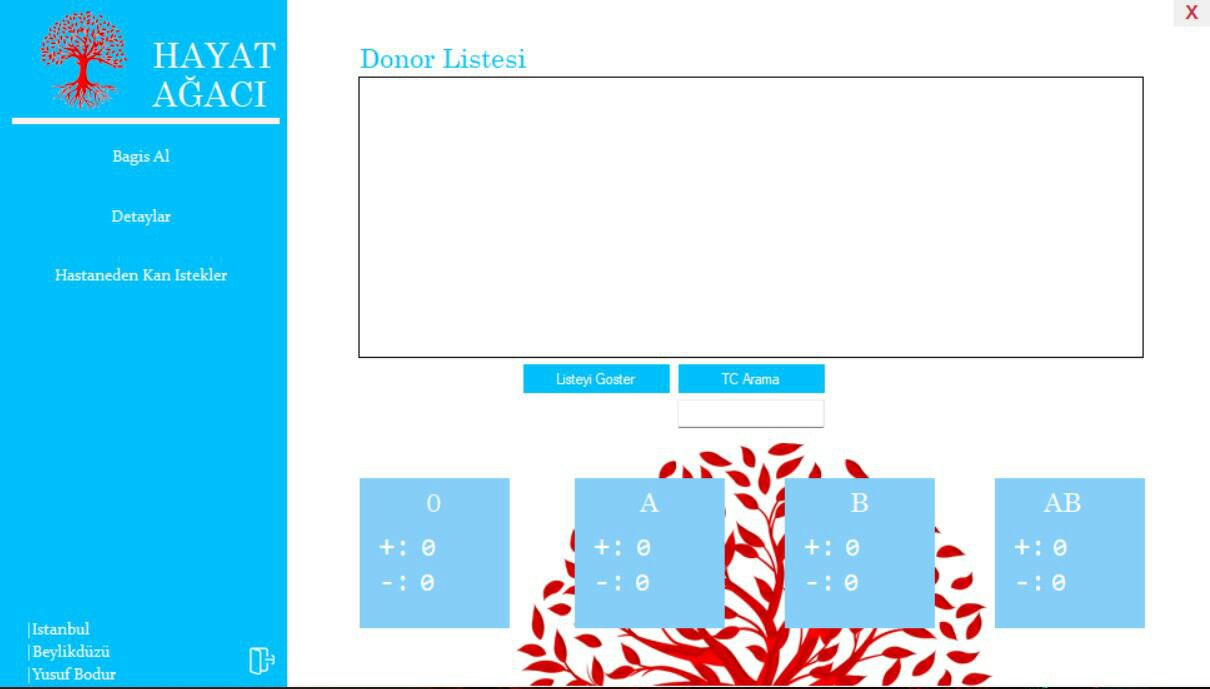 HAYAT
AĞACI
Bagis Al
Detaylar
Hastaneden Kan Istekler
|Istanbul
|Beylikdüzü
|Yusuf Bodur
X
Donor Listesi
Listeyi Goster
TC Arama
0
+: 0
-: 0
A
+: 0
-: 0
B
+: 0
-: 0
AB
+: 0
-: 0